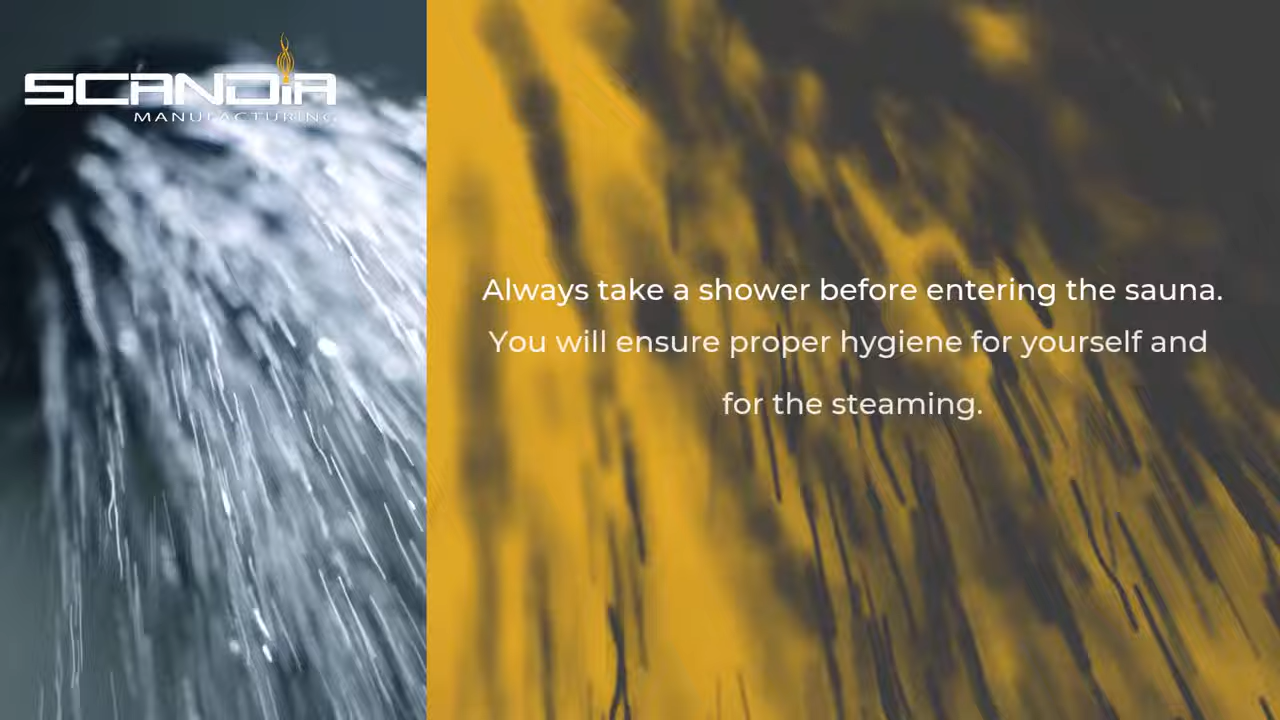 SCANDIA
MANUFACTURING
Always take a shower before entering the sauna.
You will ensure proper hygiene for yourself and
for the steaming.